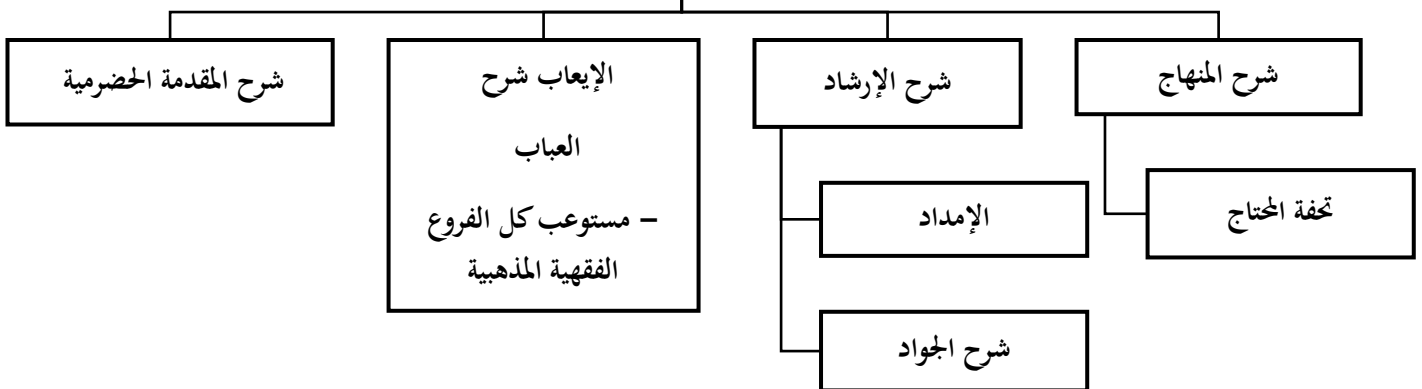 شرح المنهاج
تحفة المحتاج
شرح الإرشاد
الإمداد
شرح الجواد
الإيعاب شرح
العباب
– مستوعب كل الفروع
الفقهية المذهبية
شرح المقدمة الحضرمية